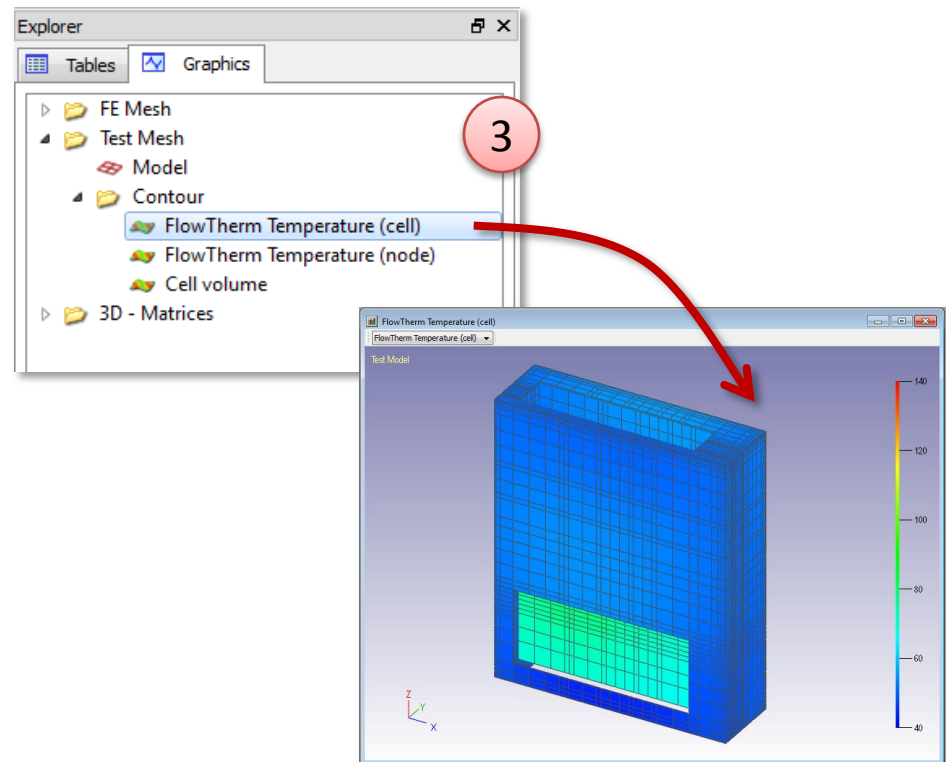 Explorer
Tables
Graphics
FE Mesh
Test Mesh
3
Model
Contour
FlowTherm Temperature (cell)
FlowTherm Temperature (node)
Cell volume
3D - Matrices
FlowTherm Temperature (cell)
FlowTherm Temperature (cell)
Test Model
140
120
100
80
60
40
Z
Y
X